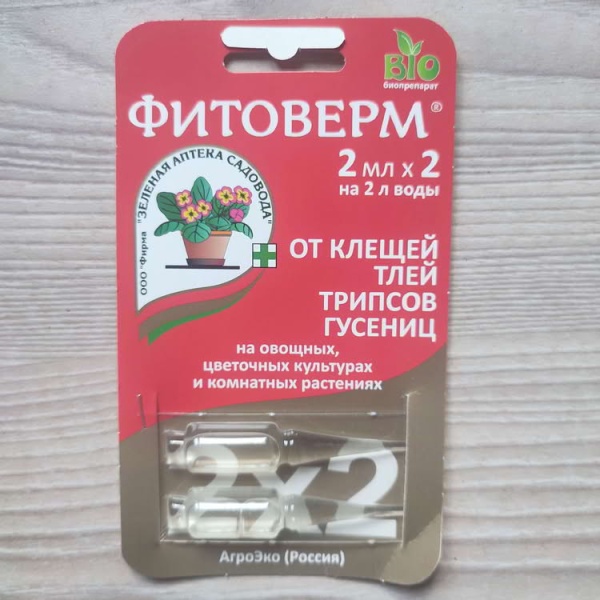 BIO
биопрепарат
ФИТОВЕРМ®
2 мл х 2
на 2 л воды
ООО "Фирма "ЗЕЛЕНАЯ АПТЕКА САДОВОДА"
ОТ КЛЕЩЕЙ
ТЛЕЙ
ТРИПСОВ
ГУСЕНИЦ
на овощных,
цветочных культурах
и комнатных растениях
2x2
АгроЭко (Россия)